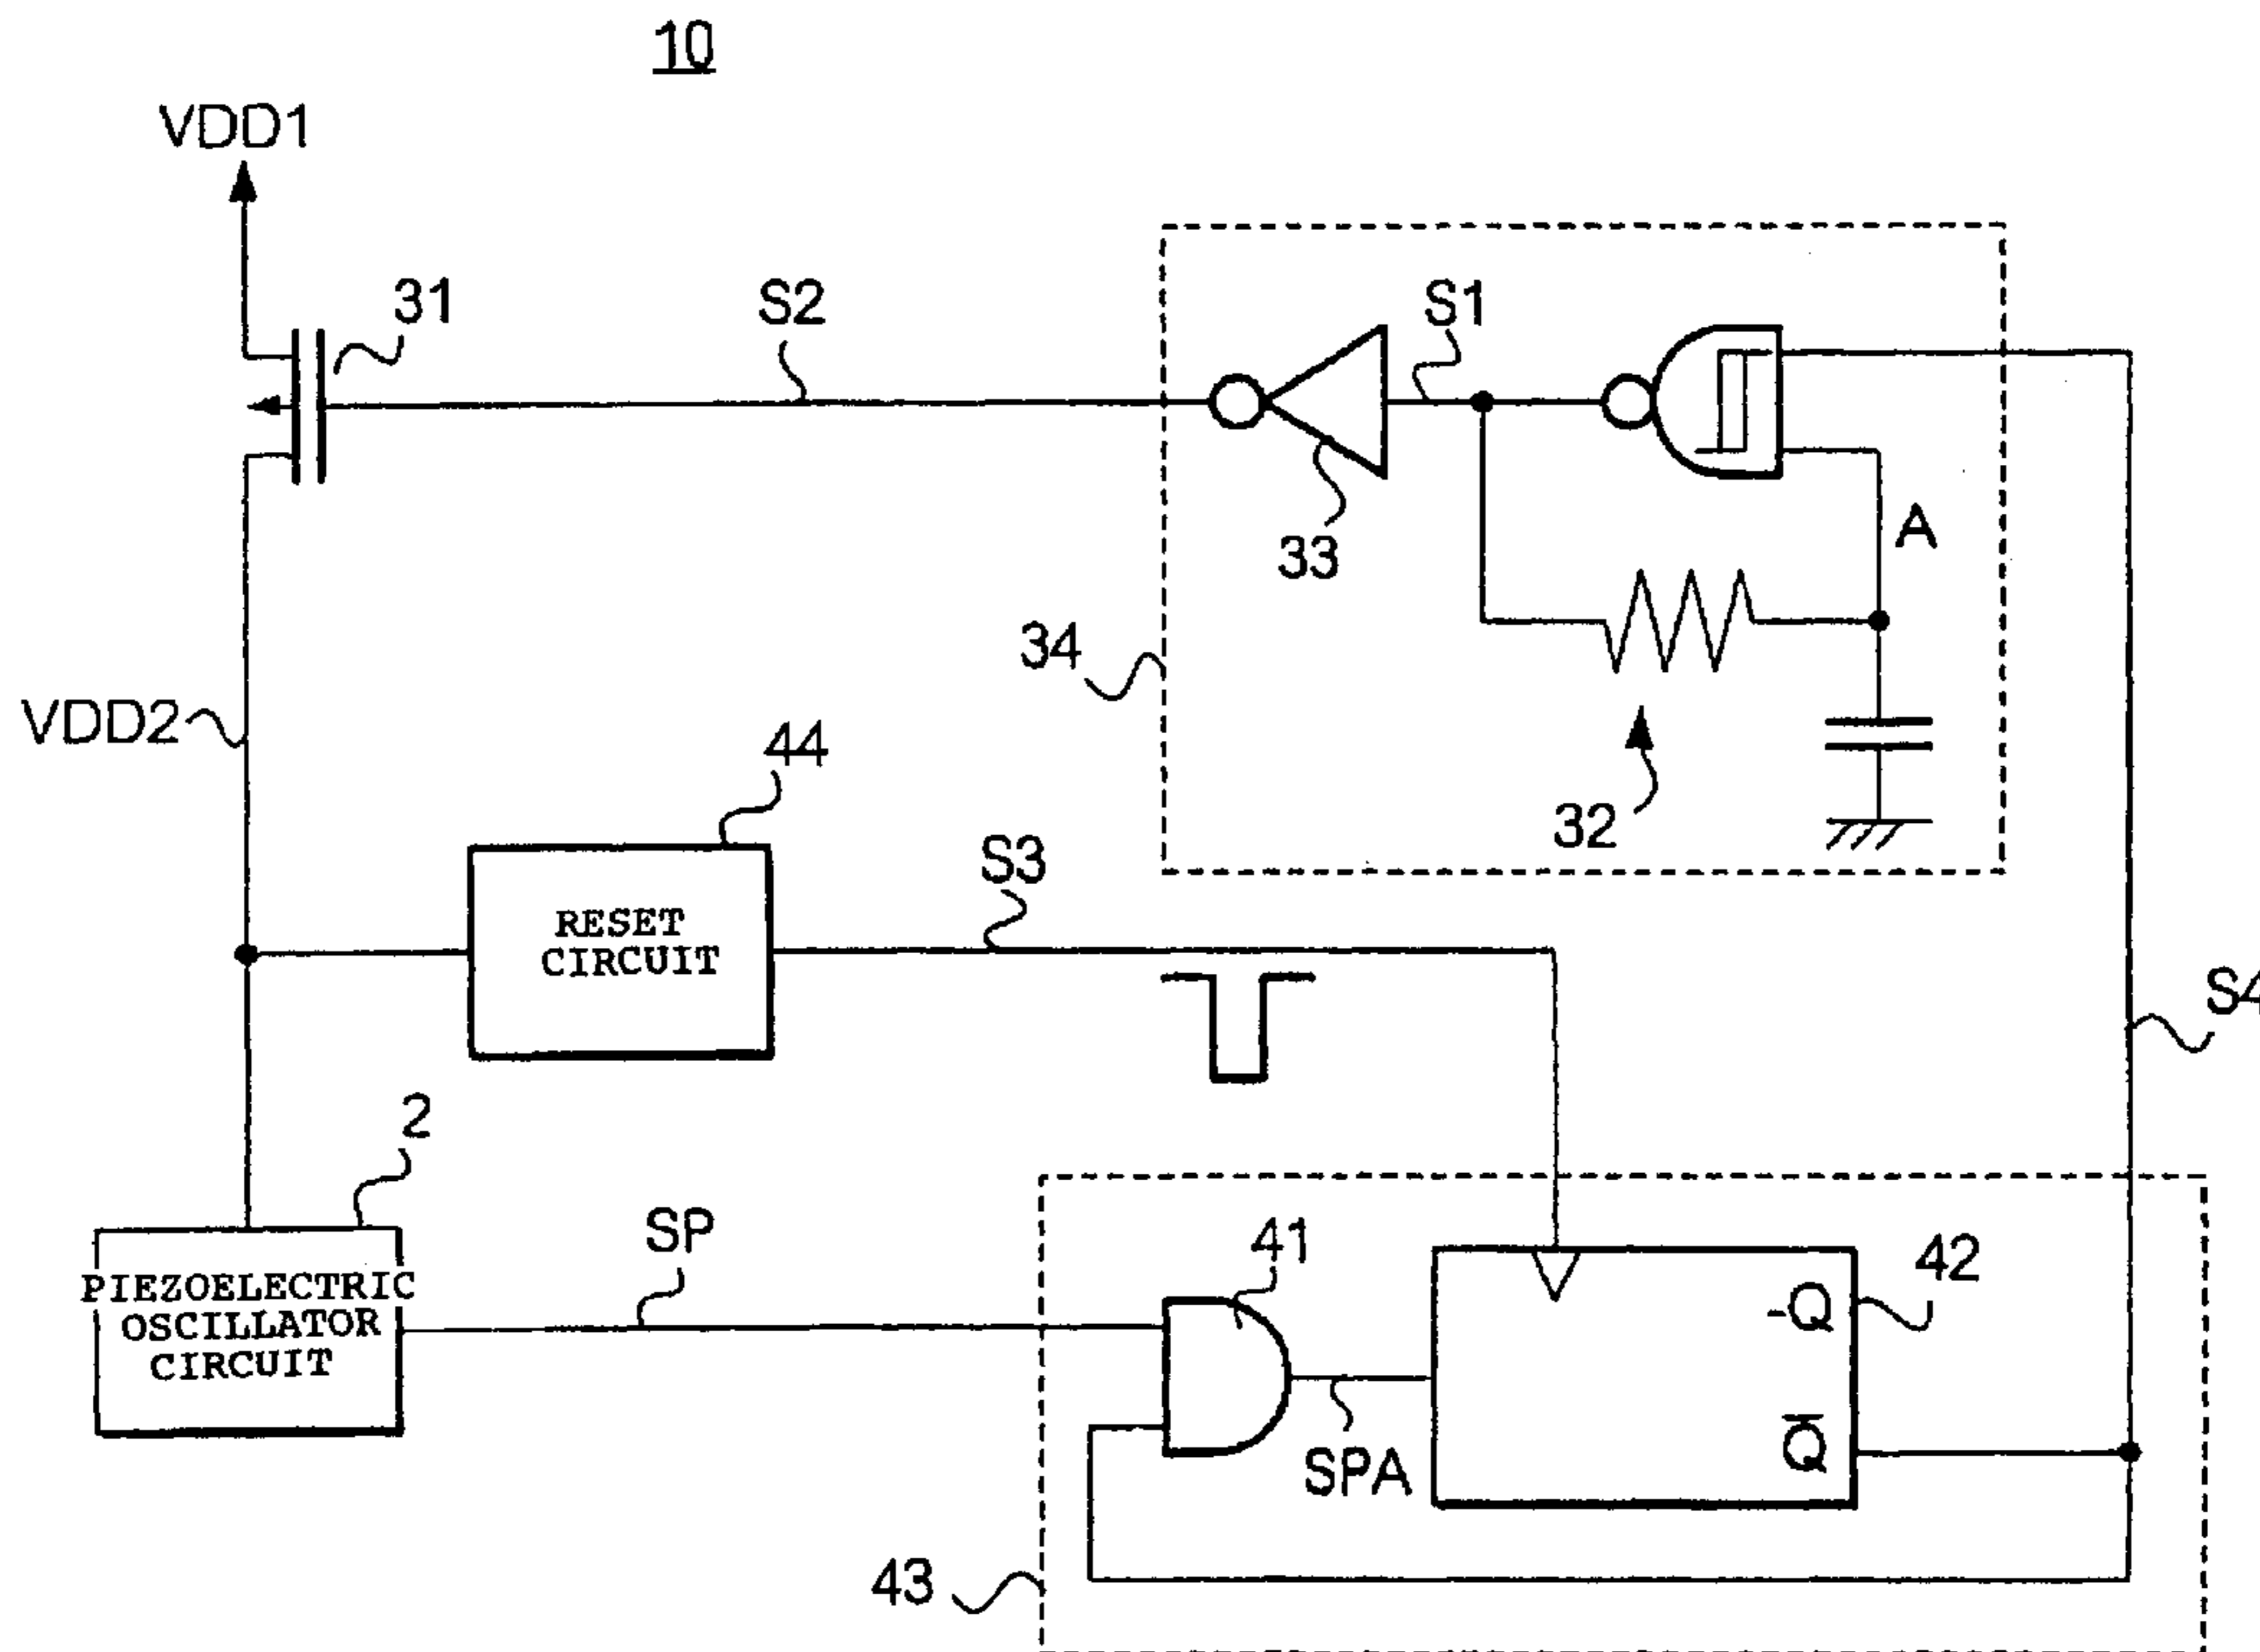 10
VDD1
31
S2
S1
33
A
34
32
VDD2
44
RESET
CIRCUIT
S3
S4
2
PIEZOELECTRIC
OSCILLATOR
CIRCUIT
SP
41
42
-Q
Q̅
SPA
43